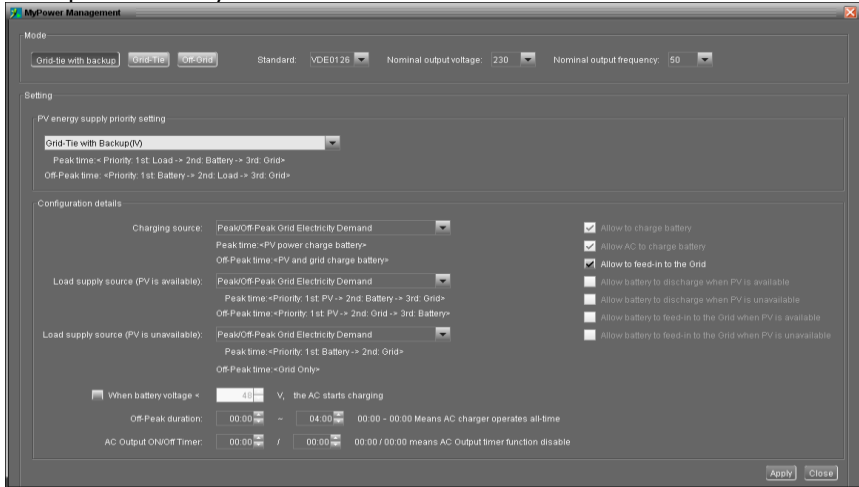 MyPower Management
Mode
Grid-tie with backup Grid-Tie Off-Grid Standard: VDE0126 Nominal output voltage: 230 Nominal output frequency: 50
Setting
PV energy supply priority setting
Grid-Tie with Backup(IV)
Peak time:< Priority: 1st: Load -> 2nd: Battery -> 3rd: Grid>
Off-Peak time: <Priority: 1st: Battery -> 2nd: Load -> 3rd: Grid>
Configuration details
Charging source: Peak/Off-Peak Grid Electricity Demand Allow to charge battery
Peak time:<PV power charge battery> Allow AC to charge battery
Off-Peak time:<PV and grid charge battery> Allow to feed-in to the Grid
Load supply source (PV is available): Peak/Off-Peak Grid Electricity Demand Allow battery to discharge when PV is available
Peak time:<Priority: 1st: PV -> 2nd: Battery -> 3rd: Grid> Allow battery to discharge when PV is unavailable
Off-Peak time:<Priority: 1st: PV -> 2nd: Grid -> 3rd: Battery> Allow battery to feed-in to the Grid when PV is available
Load supply source (PV is unavailable): Peak/Off-Peak Grid Electricity Demand Allow battery to feed-in to the Grid when PV is unavailable
Peak time:<Priority: 1st: Battery -> 2nd: Grid>
Off-Peak time:<Grid Only>
When battery voltage < 48 V, the AC starts charging
Off-Peak duration: 00:00 ~ 04:00 00:00 ~ 00:00 Means AC charger operates all-time
AC Output ON/Off Timer: 00:00 / 00:00 00:00 / 00:00 means AC Output timer function disable
Apply Close